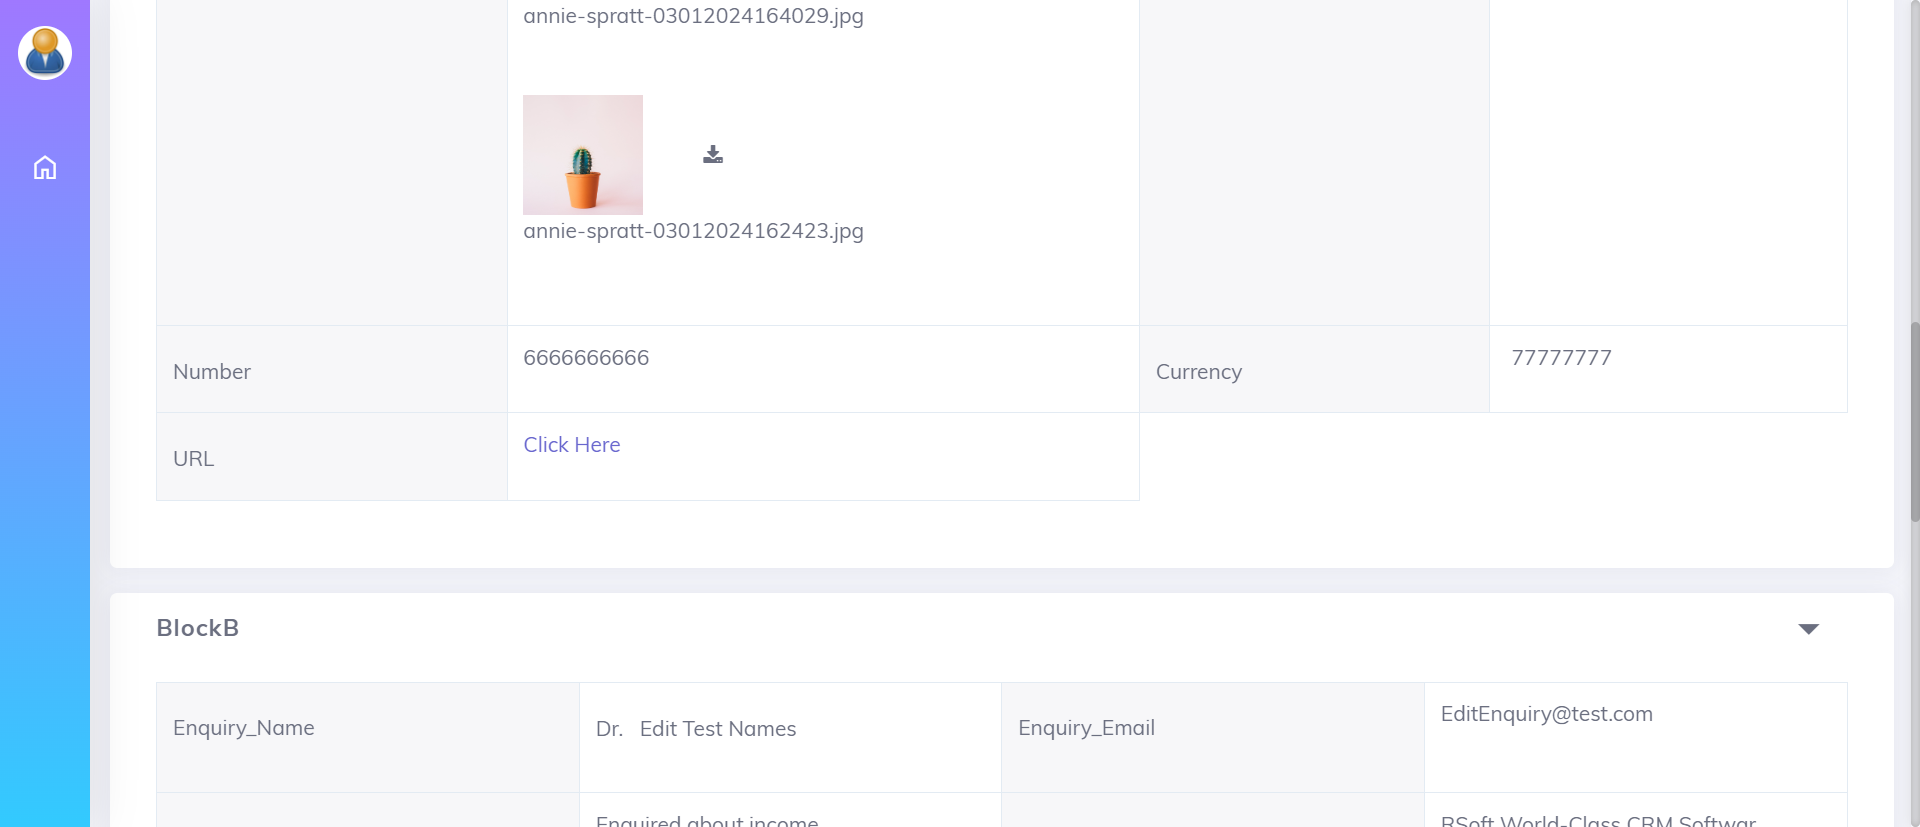 annie-spratt-03012024164029.jpg
annie-spratt-03012024162423.jpg
Number
6666666666
Currency
77777777
URL
Click Here
BlockB
Enquiry_Name
Dr. Edit Test Names
Enquiry_Email
EditEnquiry@test.com
Enquired about income
RSoft World-Class CRM Softwar